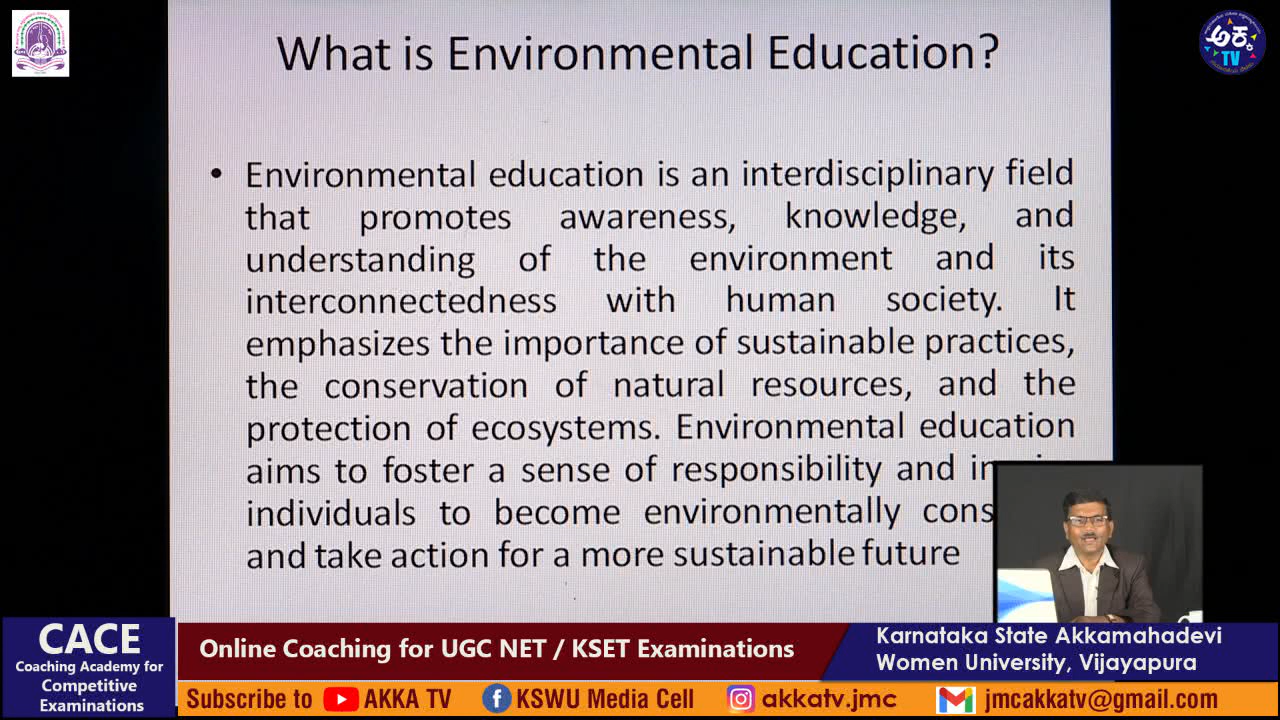 What is Environmental Education?
ಅಕ್ಕ
TV
• Environmental education is an interdisciplinary field
that promotes awareness, knowledge, and
understanding of the environment and its
interconnectedness with human society. It
emphasizes the importance of sustainable practices,
the conservation of natural resources, and the
protection of ecosystems. Environmental education
aims to foster a sense of responsibility and
individuals to become environmentally
and take action for a more sustainable future
CACE
Coaching Academy for
Competitive
Examinations
Online Coaching for UGC NET / KSET Examinations
Karnataka State Akkamahadevi
Women University, Vijayapura
Subscribe to AKKA TV KSWU Media Cell akkatv.jmc jmcakkatv@gmail.com